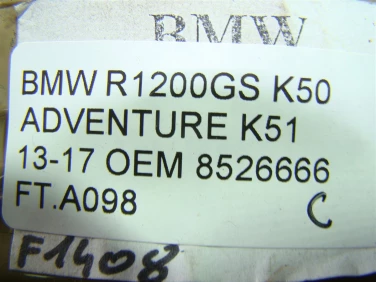 BMW
BMW R1200GS K50
ADVENTURE K51
13-17 OEM 8526666
FT.A098
C
F1408